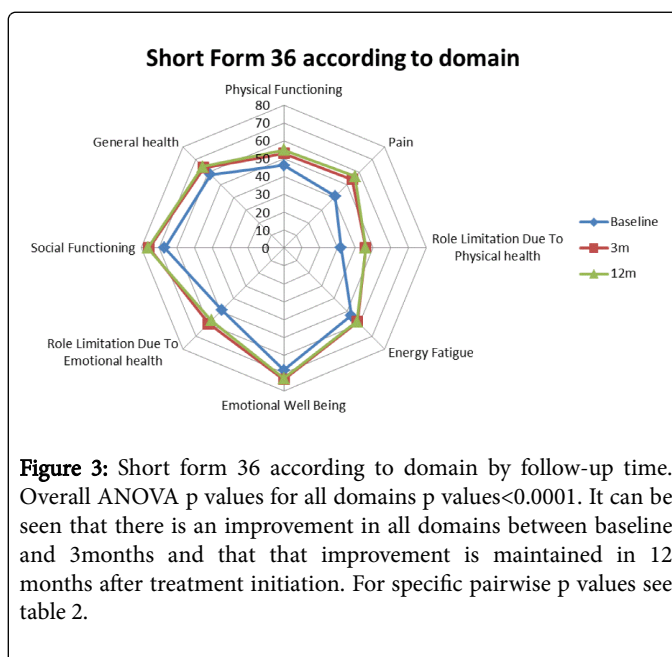 Short Form 36 according to domain
Physical Functioning
80
70
60
50
40
30
20
10
0
Pain
Role Limitation Due To
Physical health
Energy Fatigue
Emotional Well Being
Role Limitation Due To
Emotional health
Social Functioning
General health
Baseline
3m
12m
Figure 3: Short form 36 according to domain by follow-up time.
Overall ANOVA p values for all domains p values<0.0001. It can be
seen that there is an improvement in all domains between baseline
and 3months and that that improvement is maintained in 12
months after treatment initiation. For specific pairwise p values see
table 2.